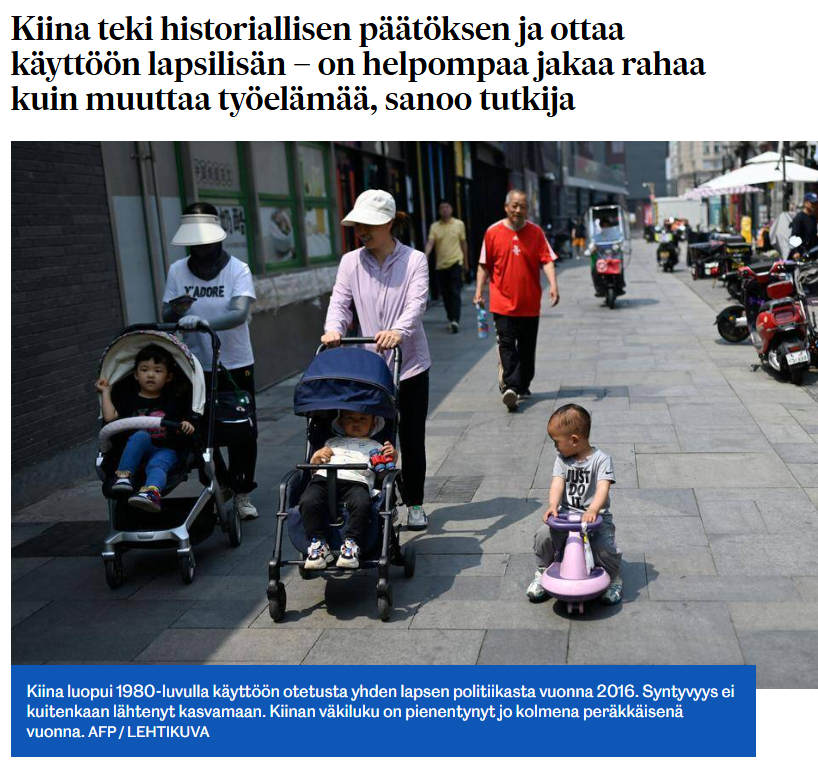 Kiina teki historiallisen päätöksen ja ottaa
käyttöön lapsilisän – on helpompaa jakaa rahaa
kuin muuttaa työelämää, sanoo tutkija
J'ADORE
JUST
DO IT
Kiina luopui 1980-luvulla käyttöön otetusta yhden lapsen politiikasta vuonna 2016. Syntyvyys ei
kuitenkaan lähtenyt kasvamaan. Kiinan väkiluku on pienentynyt jo kolmena peräkkäisenä
vuonna. AFP / LEHTIKUVA